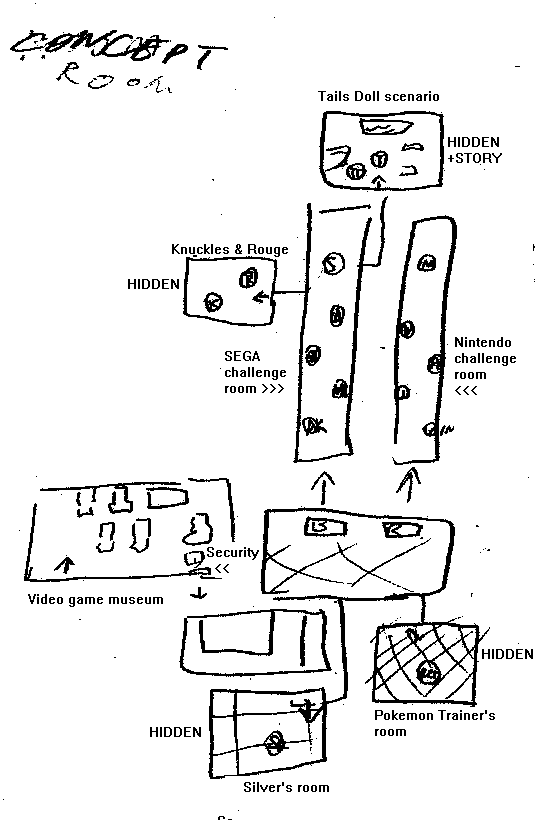 CONCEPT
ROOM
Tails Doll scenario
HIDDEN
+STORY
Knuckles & Rouge
HIDDEN
R
K
T
S
M
SEGA
challenge
room >>>
Nintendo
challenge
room
<<<
Security
<<
Video game museum
HIDDEN
Pokemon Trainer's
room
HIDDEN
Silver's room